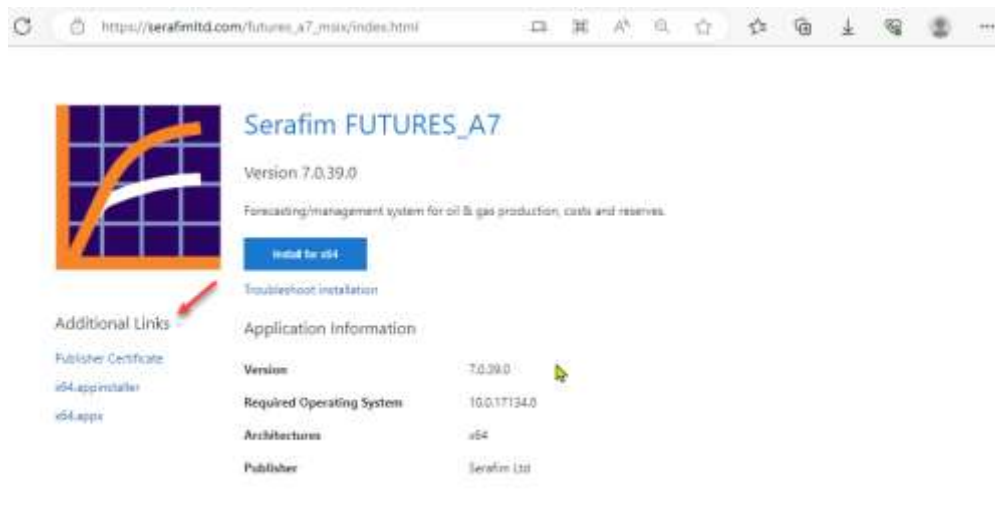 https://serafimltd.com/futures_a7_msix/index.html
Serafim FUTURES_A7
Version 7.0.39.0
Forecasting/management system for oil & gas production, costs and reserves.
Install for x64
Troubleshoot installation
Additional Links
Publisher Certificate
x64.appinstaller
x64.appx
Application Information
Version 7.0.39.0
Required Operating System 10.0.17134.0
Architectures x64
Publisher Serafim Ltd